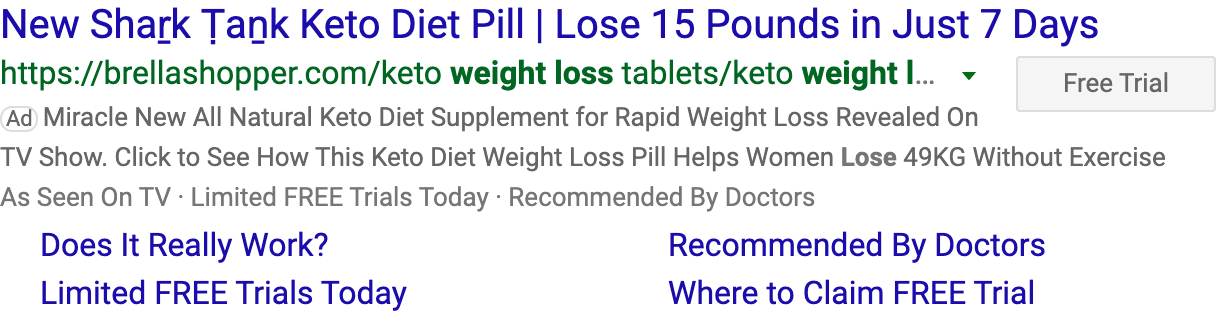 New Shaṟk Ṭaṉk Keto Diet Pill | Lose 15 Pounds in Just 7 Days
https://brellashopper.com/keto weight loss tablets/keto weight l...
Free Trial
Ad Miracle New All Natural Keto Diet Supplement for Rapid Weight Loss Revealed On
TV Show. Click to See How This Keto Diet Weight Loss Pill Helps Women Lose 49KG Without Exercise
As Seen On TV · Limited FREE Trials Today · Recommended By Doctors
Does It Really Work?
Recommended By Doctors
Limited FREE Trials Today
Where to Claim FREE Trial